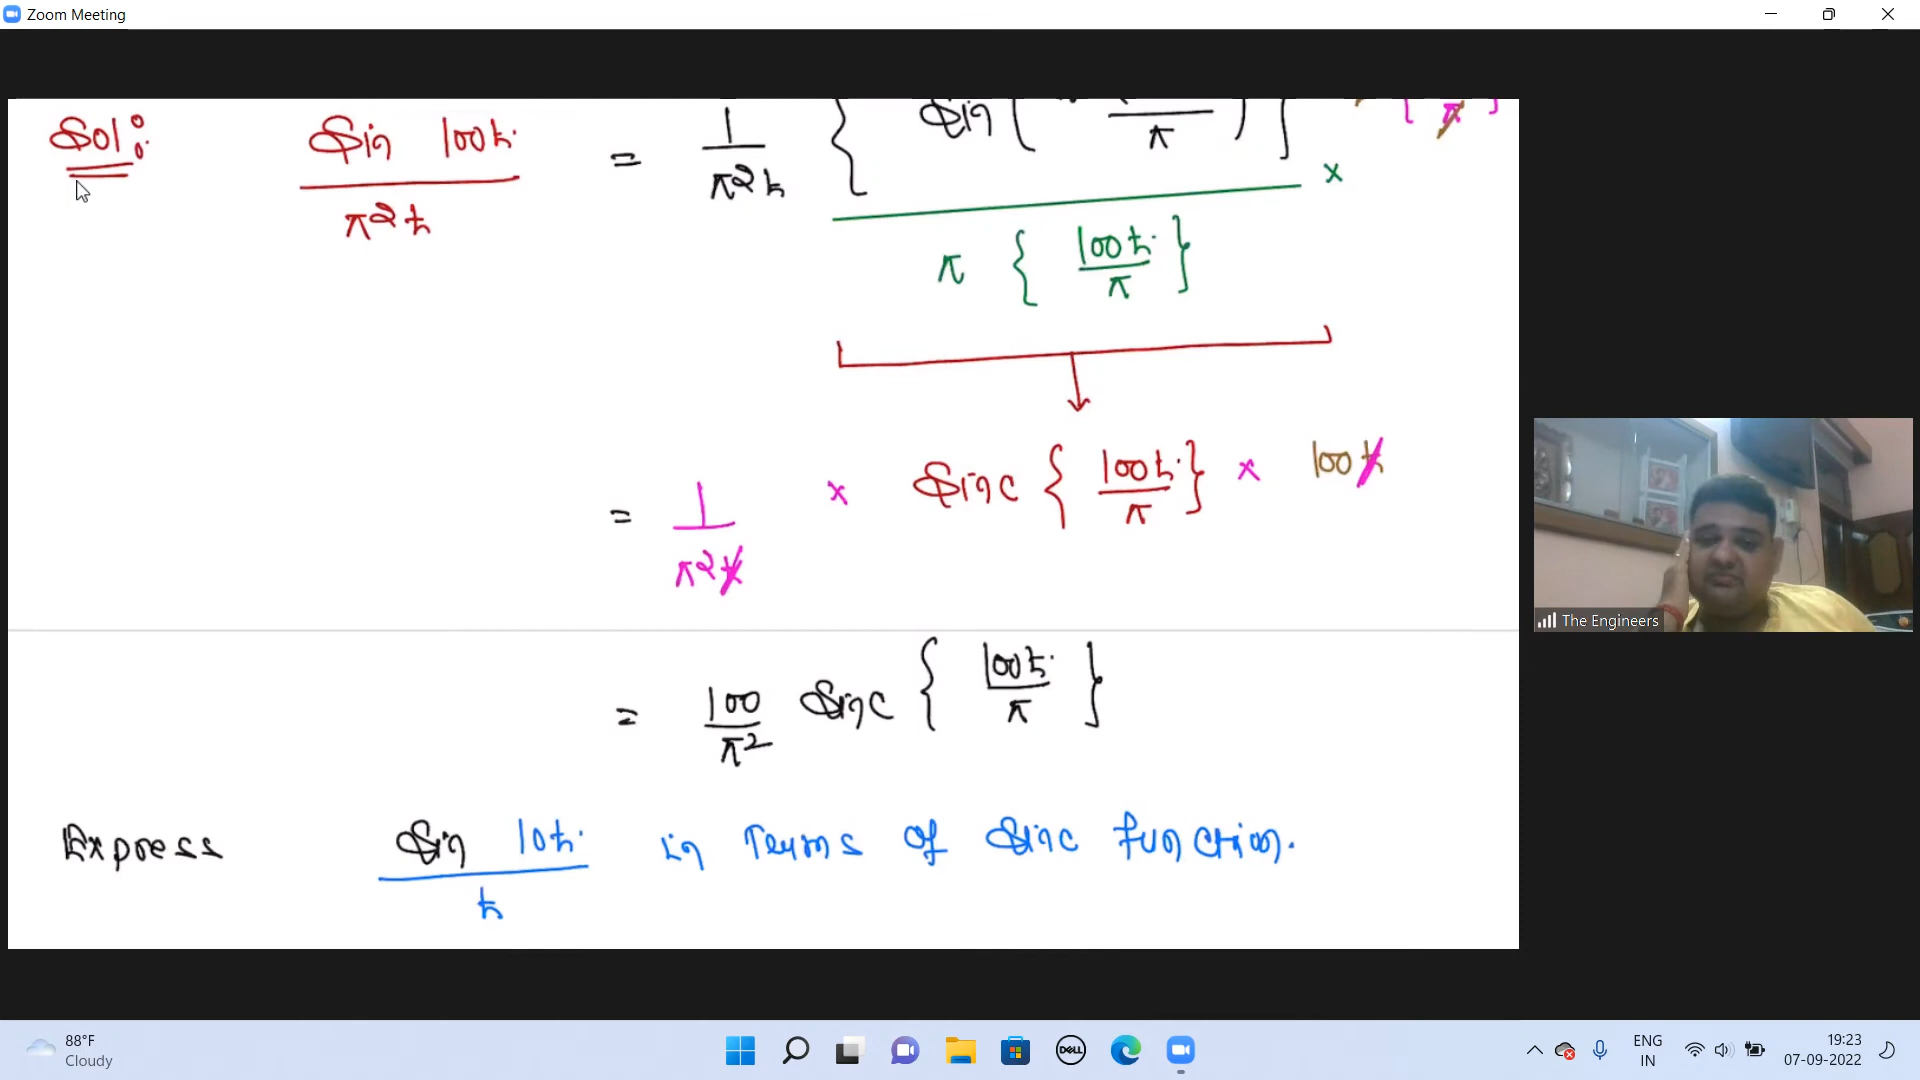 Zoom Meeting
Sol:
Sin 100t / π²t = 1 / π²t { Sin( / π ) } ×
π { 100t / π }
= 1 / π²t × Sinc { 100t / π } × 100t
= 100 / π² Sinc { 100t / π }
Express Sin 10t / t in Terms of Sinc function.
The Engineers
88°F
Cloudy
DELL
ENG
IN
19:23
07-09-2022